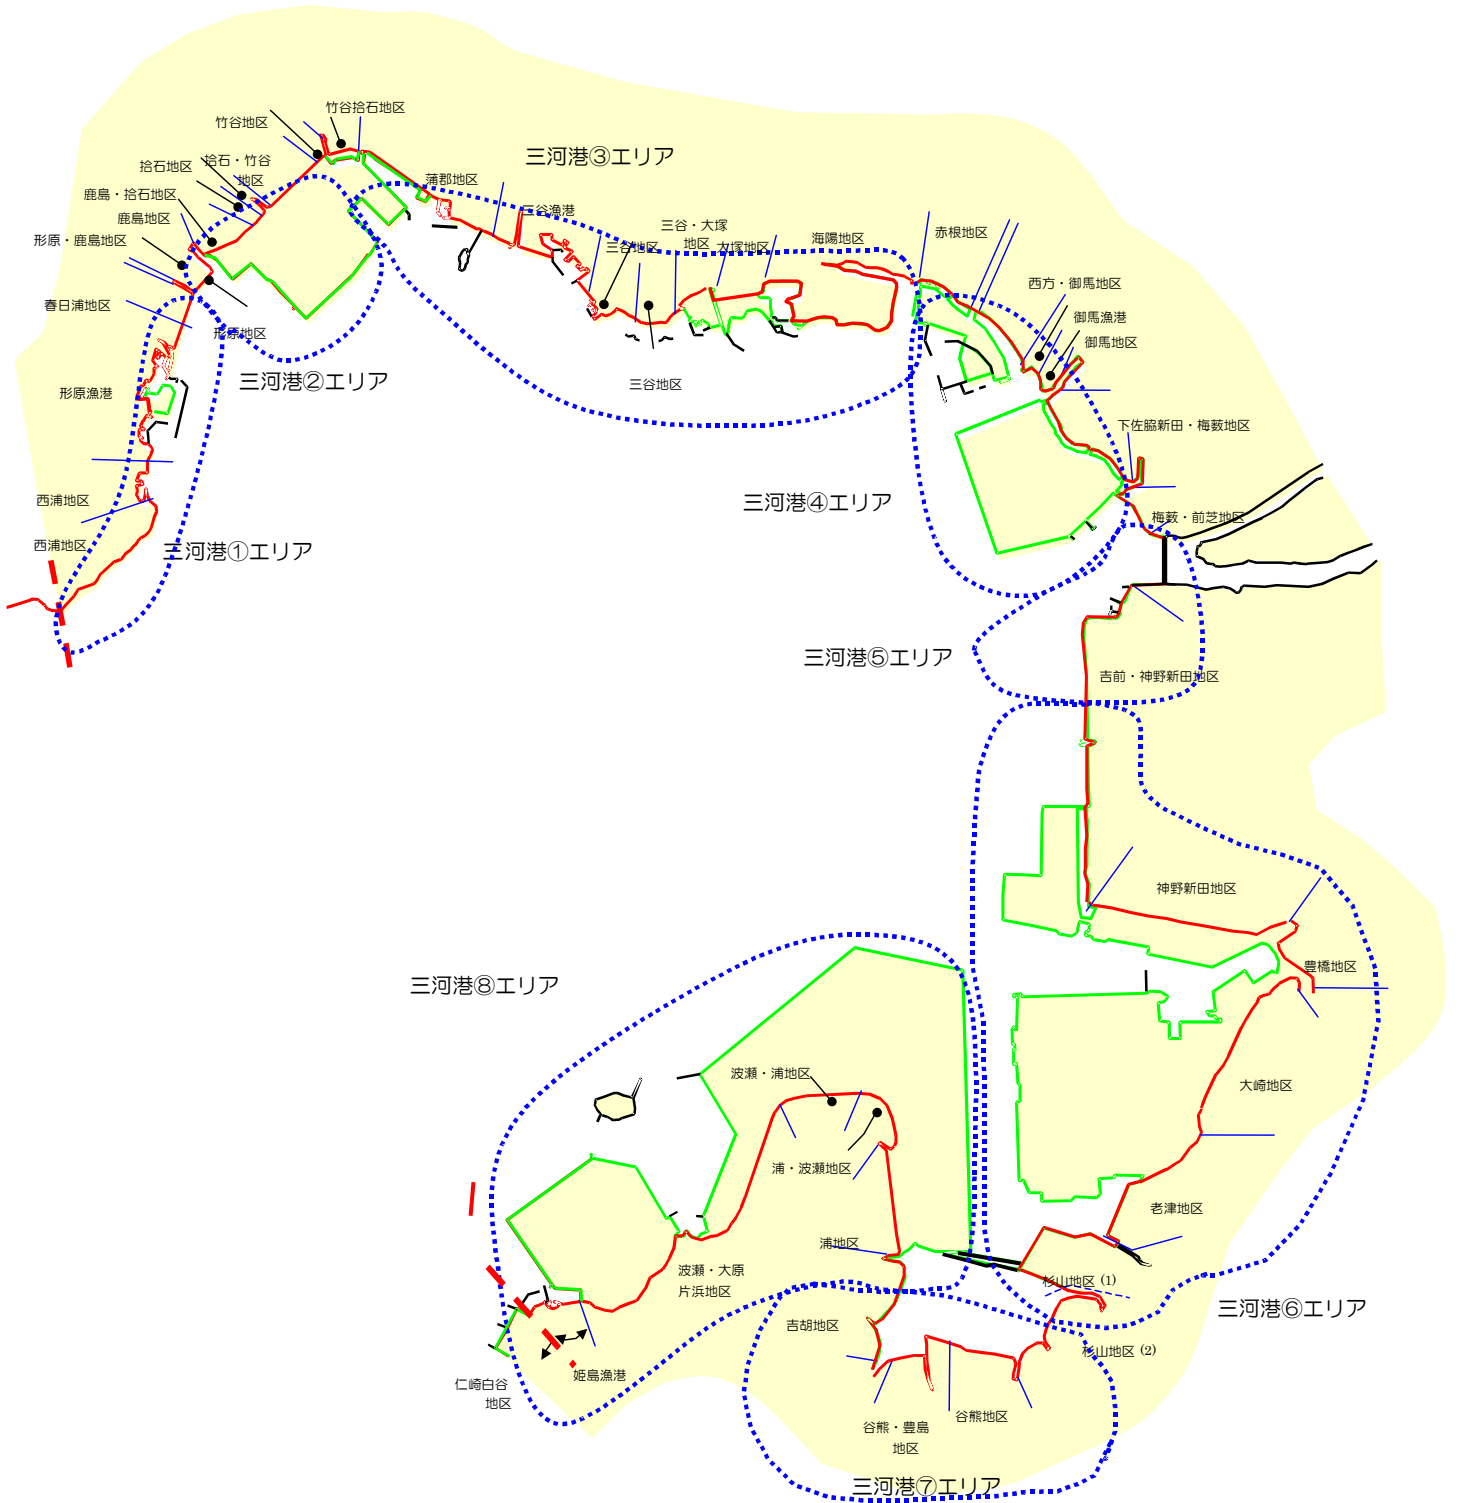 竹谷捨石地区
竹谷地区
三河港③エリア
拾石・竹谷
地区
拾石地区
蒲郡地区
鹿島・拾石地区
三谷漁港
鹿島地区
三谷・大塚
地区
海陽地区
赤根地区
形原・鹿島地区
三谷地区
大塚地区
西方・御馬地区
春日浦地区
御馬漁港
形原地区
御馬地区
三河港②エリア
三谷地区
形原漁港
下佐脇新田・梅薮地区
西浦地区
三河港④エリア
梅薮・前芝地区
西浦地区
三河港①エリア
三河港⑤エリア
吉前・神野新田地区
神野新田地区
豊橋地区
三河港⑧エリア
波瀬・浦地区
大崎地区
浦・波瀬地区
老津地区
浦地区
波瀬・大原
片浜地区
杉山地区 (1)
三河港⑥エリア
吉胡地区
杉山地区 (2)
姫島漁港
仁崎白谷
地区
谷熊地区
谷熊・豊島
地区
三河港⑦エリア